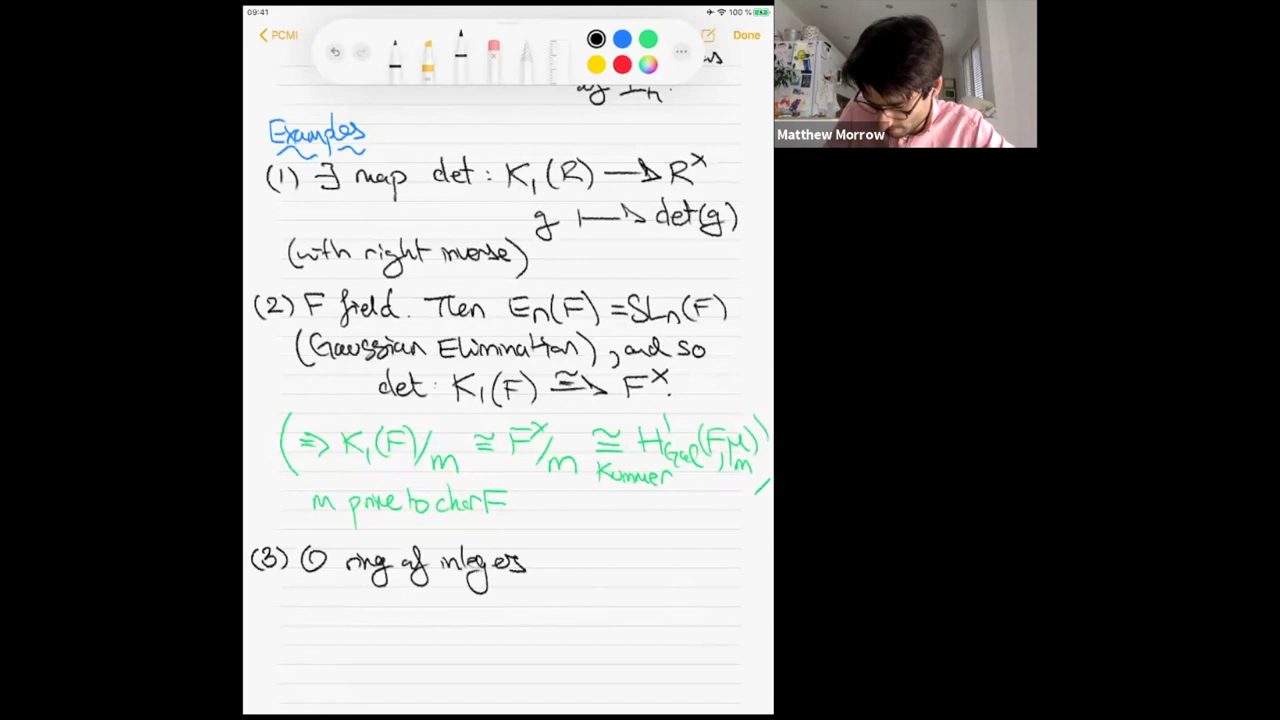 09:41
100 %
PCMI
Done
Examples
(1) ∃ map det : K₁(R) → R^×
g ↦ det(g)
(with right inverse)
(2) F field. Then Eₙ(F) = SLₙ(F)
(Gaussian Elimination), and so
det : K₁(F) ≅→ F^×.
(⇒ K₁(F)/m ≅ F^×/m ≅ H¹_Gal(F, μ_m)
Kummer
m prime to char F )
(3) O ring of integers
Matthew Morrow